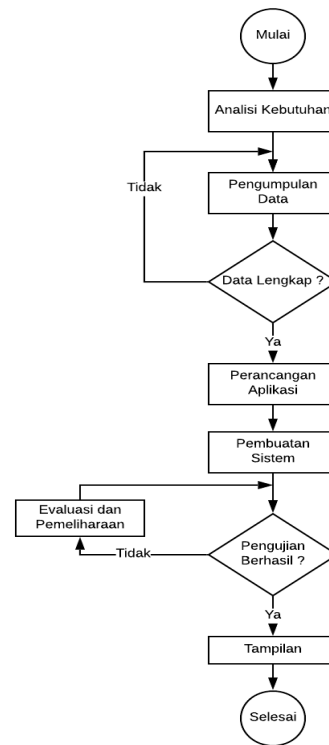 Mulai
Analisi Kebutuhan
Tidak
Pengumpulan
Data
Data Lengkap ?
Ya
Perancangan
Aplikasi
Pembuatan
Sistem
Evaluasi dan
Pemeliharaan
Tidak
Pengujian
Berhasil ?
Ya
Tampilan
Selesai